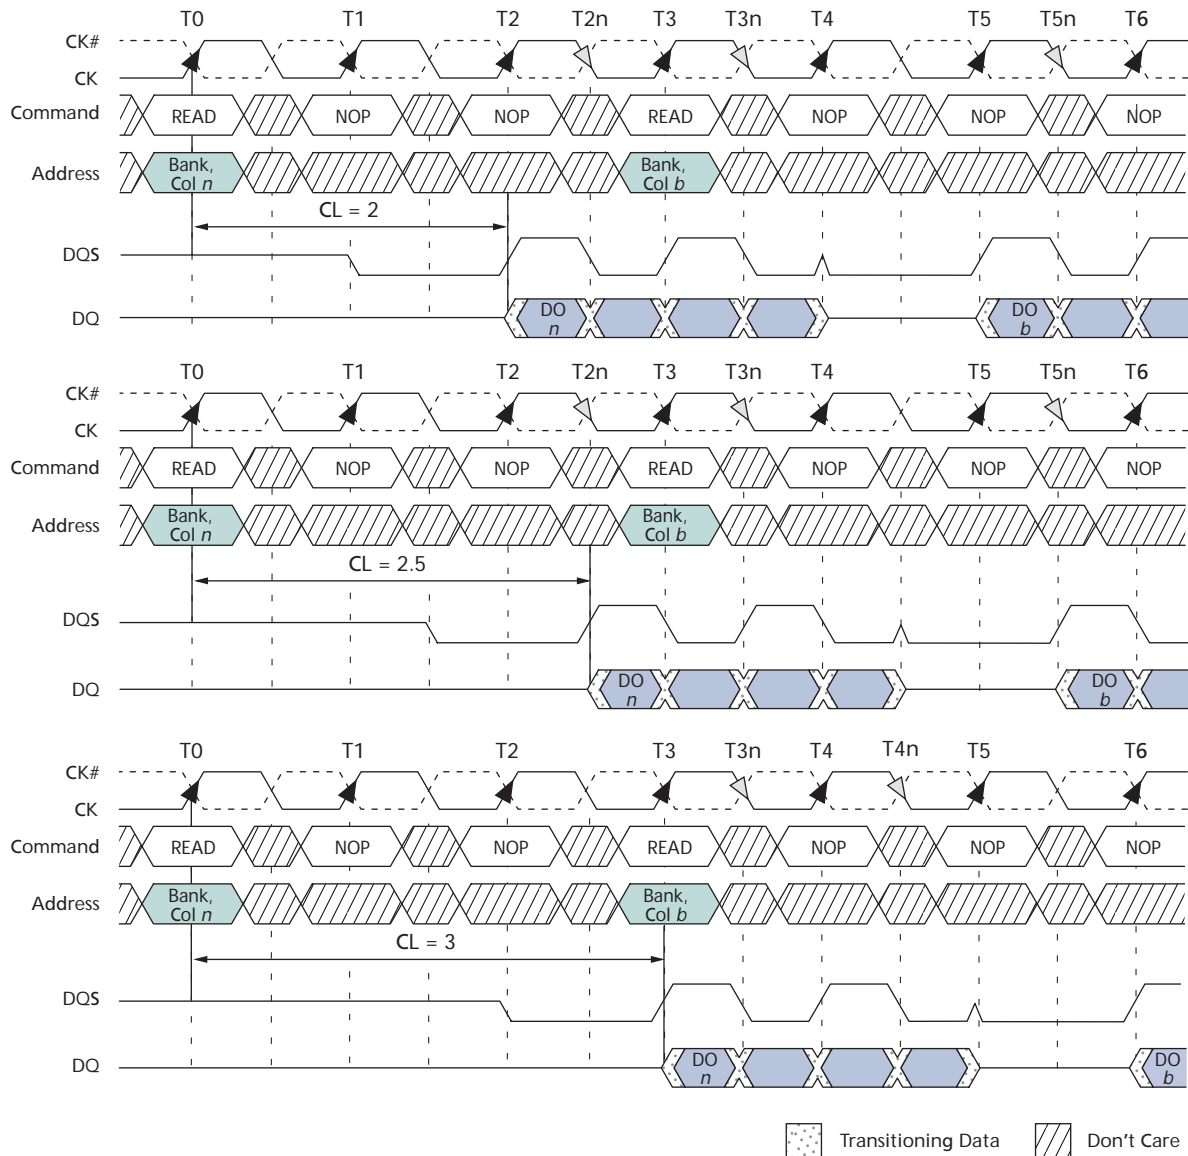 T0 T1 T2 T2n T3 T3n T4 T5 T5n T6
CK#
CK
Command READ NOP NOP READ NOP NOP NOP
Address Bank, Col n Bank, Col b
CL = 2
DQS
DQ DO n DO b
T0 T1 T2 T2n T3 T3n T4 T5 T5n T6
CK#
CK
Command READ NOP NOP READ NOP NOP NOP
Address Bank, Col n Bank, Col b
CL = 2.5
DQS
DQ DO n DO b
T0 T1 T2 T3 T3n T4 T4n T5 T6
CK#
CK
Command READ NOP NOP READ NOP NOP NOP
Address Bank, Col n Bank, Col b
CL = 3
DQS
DQ DO n DO b
Transitioning Data Don't Care